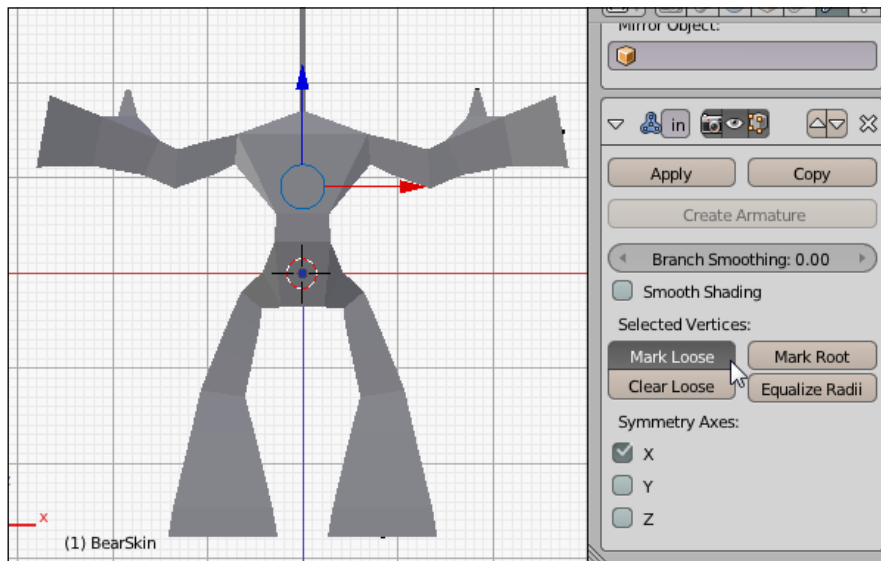 Mirror Object:
in
Apply
Copy
Create Armature
Branch Smoothing: 0.00
Smooth Shading
Selected Vertices:
Mark Loose
Mark Root
Clear Loose
Equalize Radii
Symmetry Axes:
X
Y
Z
x
(1) BearSkin